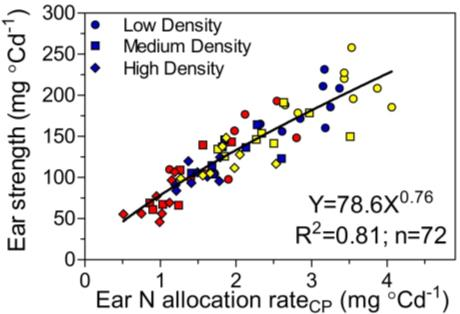 300
250
200
150
100
50
0
Ear strength (mg °Cd⁻¹)
Low Density
Medium Density
High Density
Y=78.6X^0.76
R²=0.81; n=72
0 1 2 3 4
Ear N allocation rate_CP (mg °Cd⁻¹)